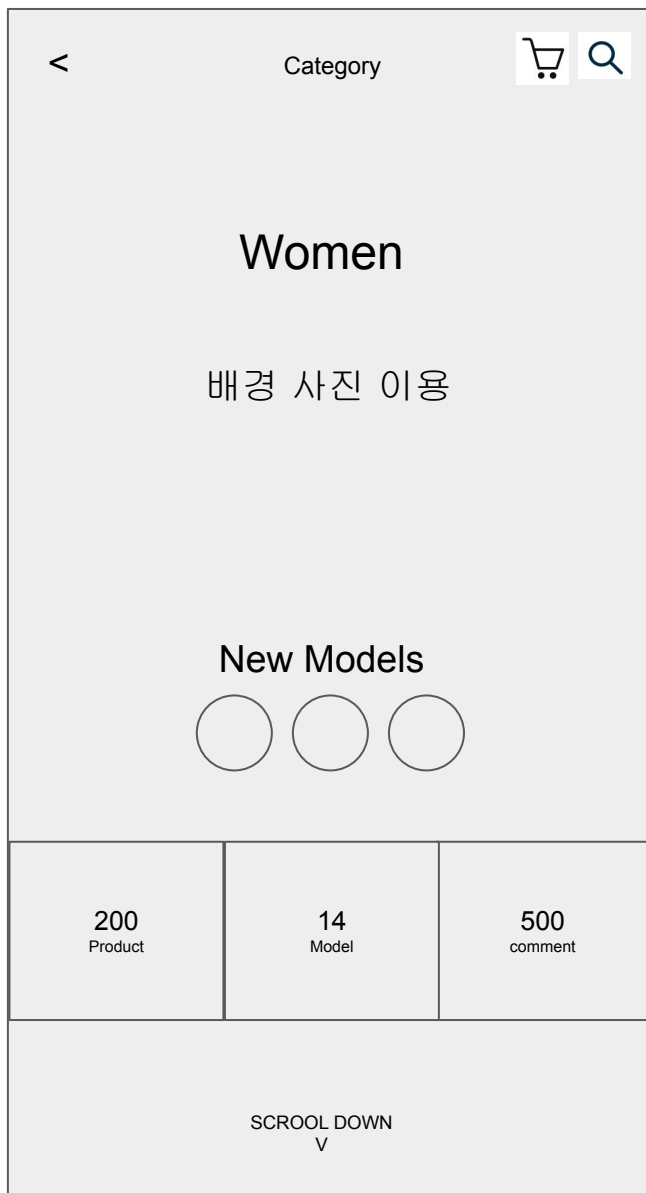 < Category
Women
배경 사진 이용
New Models
200 14 500
Product Model comment
SCROOL DOWN
V